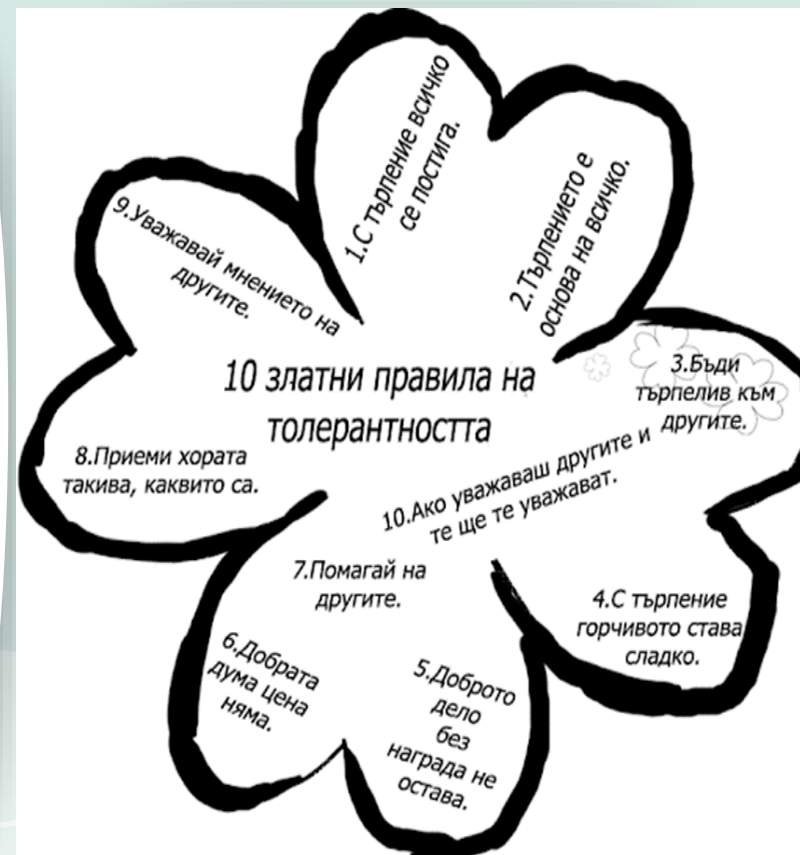 10 златни правила на
толерантността
1.С търпение всичко
се постига.
2.Търпението е
основа на всичко.
3.Бъди
търпелив към
другите.
4.С търпение
горчивото става
сладко.
5.Доброто
дело
без
награда не
остава.
6.Добрата
дума цена
няма.
7.Помагай на
другите.
8.Приеми хората
такива, каквито са.
9.Уважавай мнението на
другите.
10.Ако уважаваш другите и
те ще те уважават.